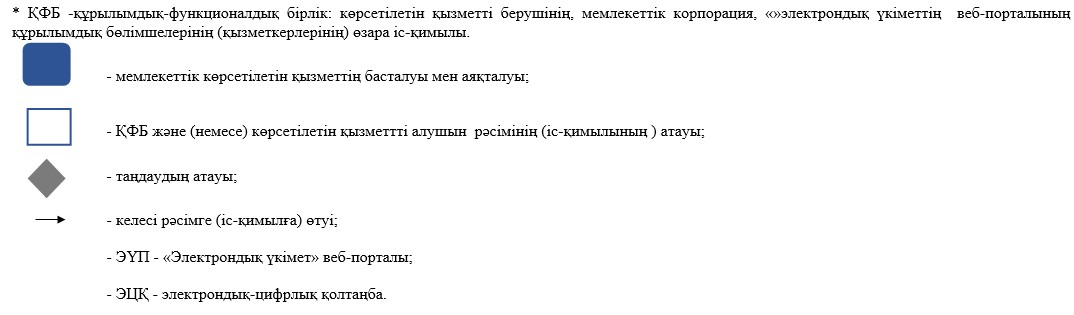 * ҚФБ -құрылымдық-функционалдық бірлік: көрсетілетін қызметті берушінің, мемлекеттік корпорация, «»электрондық үкіметтің веб-порталының
құрылымдық бөлімшелерінің (қызметкерлерінің) өзара іс-қимылы.
- мемлекеттік көрсетілетін қызметтің басталуы мен аяқталуы;
- ҚФБ және (немесе) көрсетілетін қызметтті алушын рәсімінің (іс-қимылының ) атауы;
- таңдаудың атауы;
- келесі рәсімге (іс-қимылға) өтуі;
- ЭҮП - «Электрондық үкімет» веб-порталы;
- ЭЦҚ - электрондық-цифрлық қолтаңба.